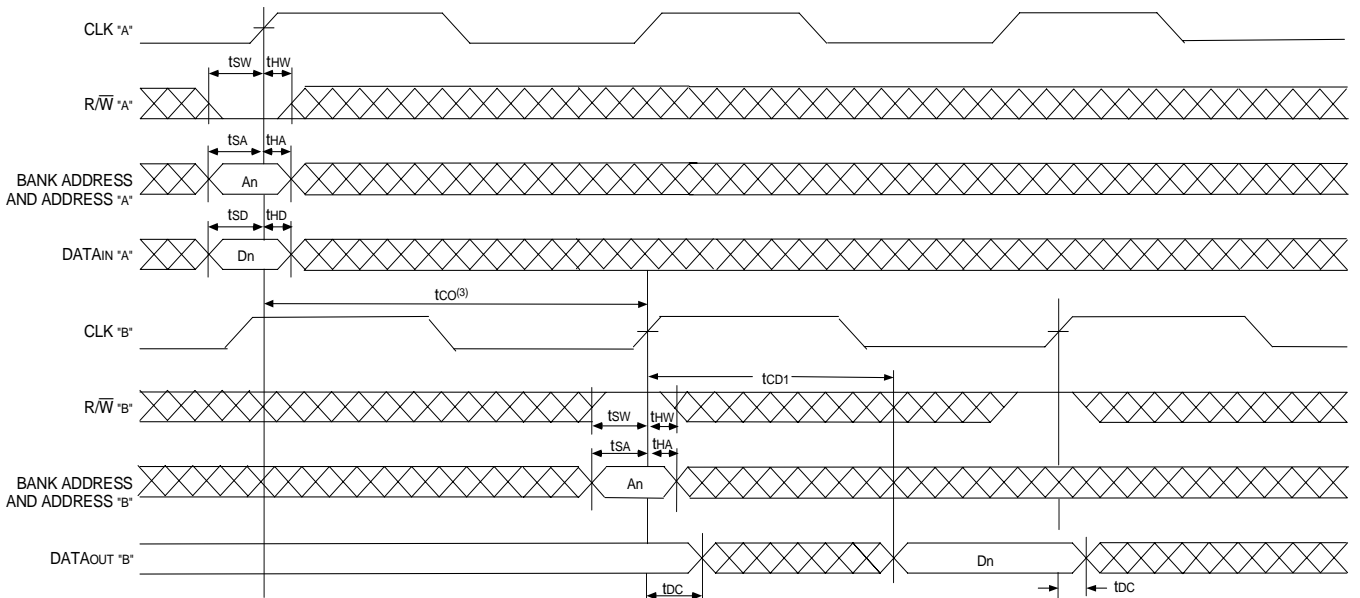 CLK "A"
tSW tHW
R/W̅ "A"
tSA tHA
BANK ADDRESS
AND ADDRESS "A"
An
tSD tHD
DATAIN "A"
Dn
tCO(3)
CLK "B"
tCD1
R/W̅ "B"
tSW tHW
tSA tHA
BANK ADDRESS
AND ADDRESS "B"
An
DATAOUT "B"
Dn
tDC tDC